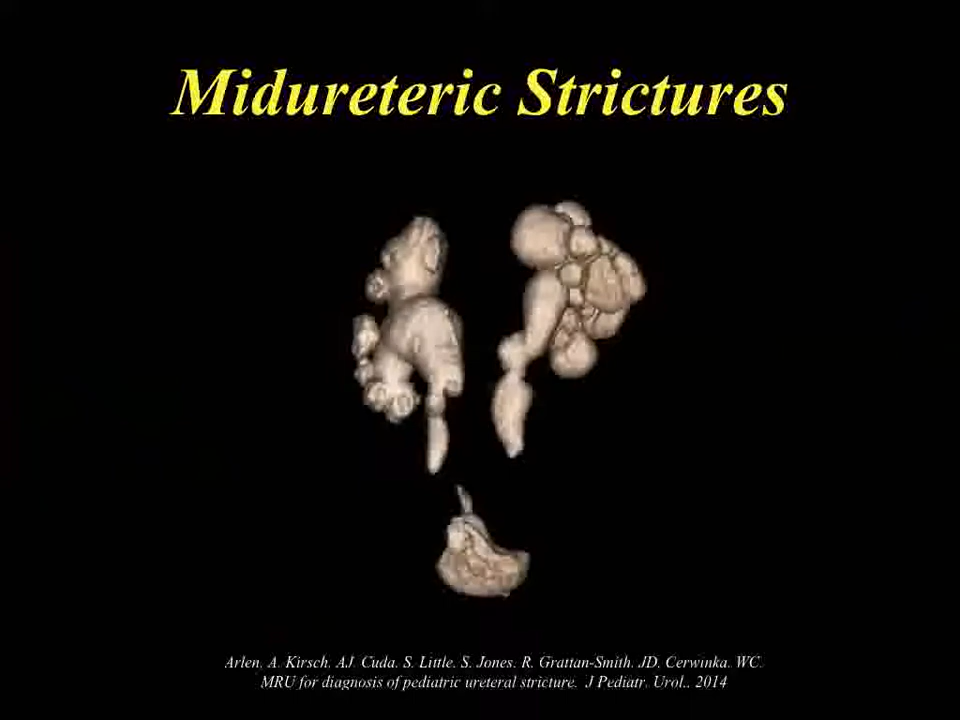 Midureteric Strictures
Arlen, A. Kirsch, AJ. Cuda, S. Little, S. Jones, R. Grattan-Smith, JD, Cerwinka, WC.
MRU for diagnosis of pediatric ureteral stricture. J Pediatr. Urol., 2014